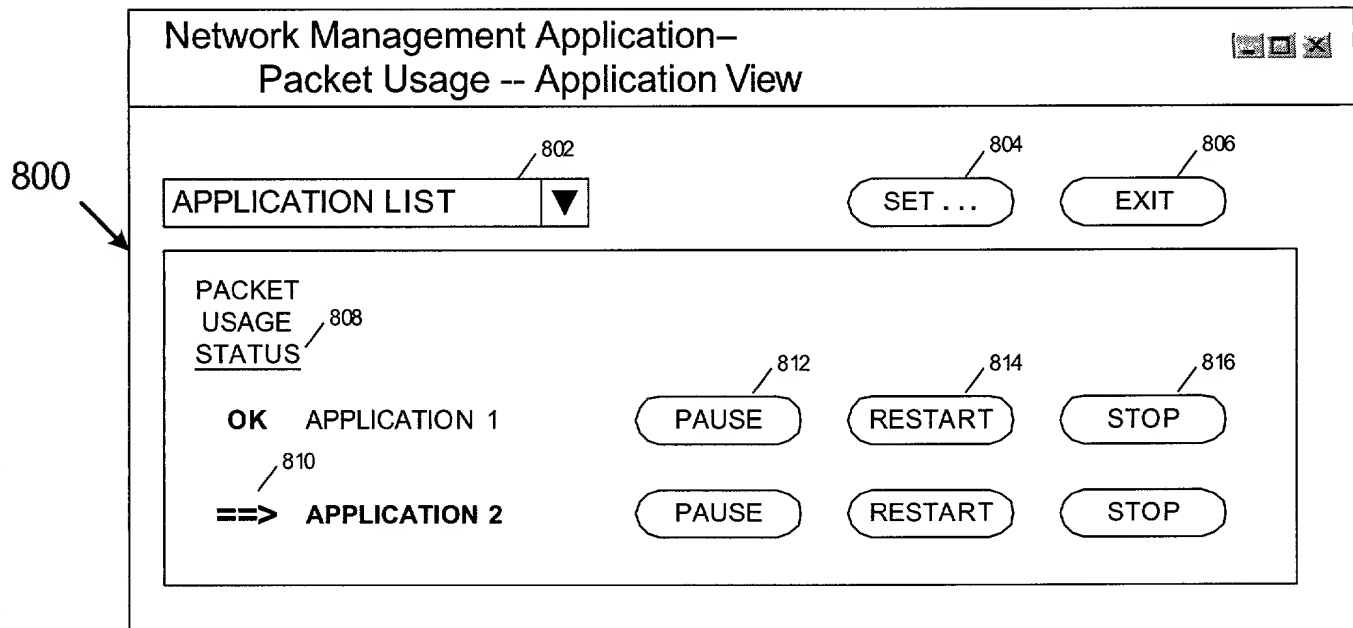 Network Management Application–
Packet Usage -- Application View
802
804
806
800
APPLICATION LIST
SET . . .
EXIT
PACKET
USAGE
808
STATUS
812
814
816
OK APPLICATION 1 PAUSE RESTART STOP
810
==> APPLICATION 2 PAUSE RESTART STOP